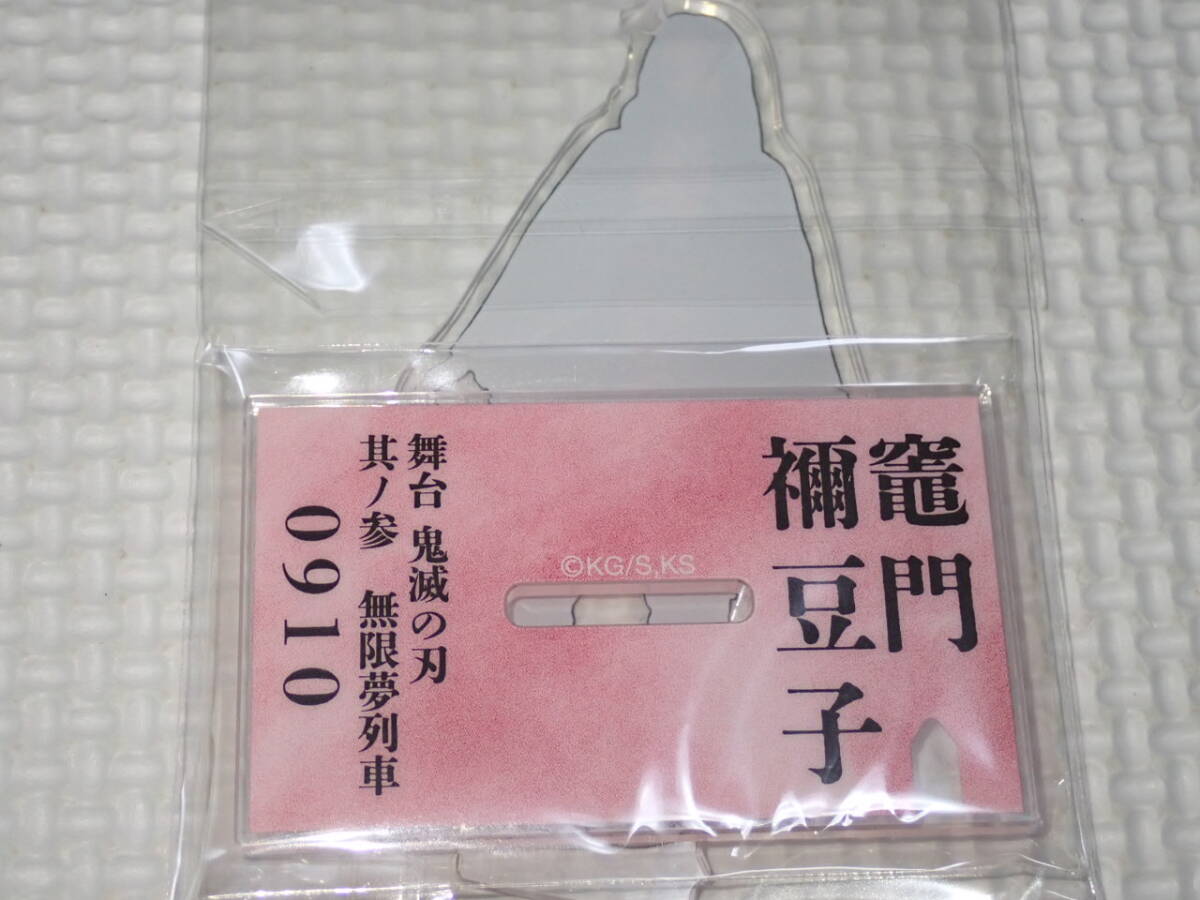 竈門
禰豆子
©KG/S,KS
舞台 鬼滅の刃
其ノ参 無限夢列車
0910